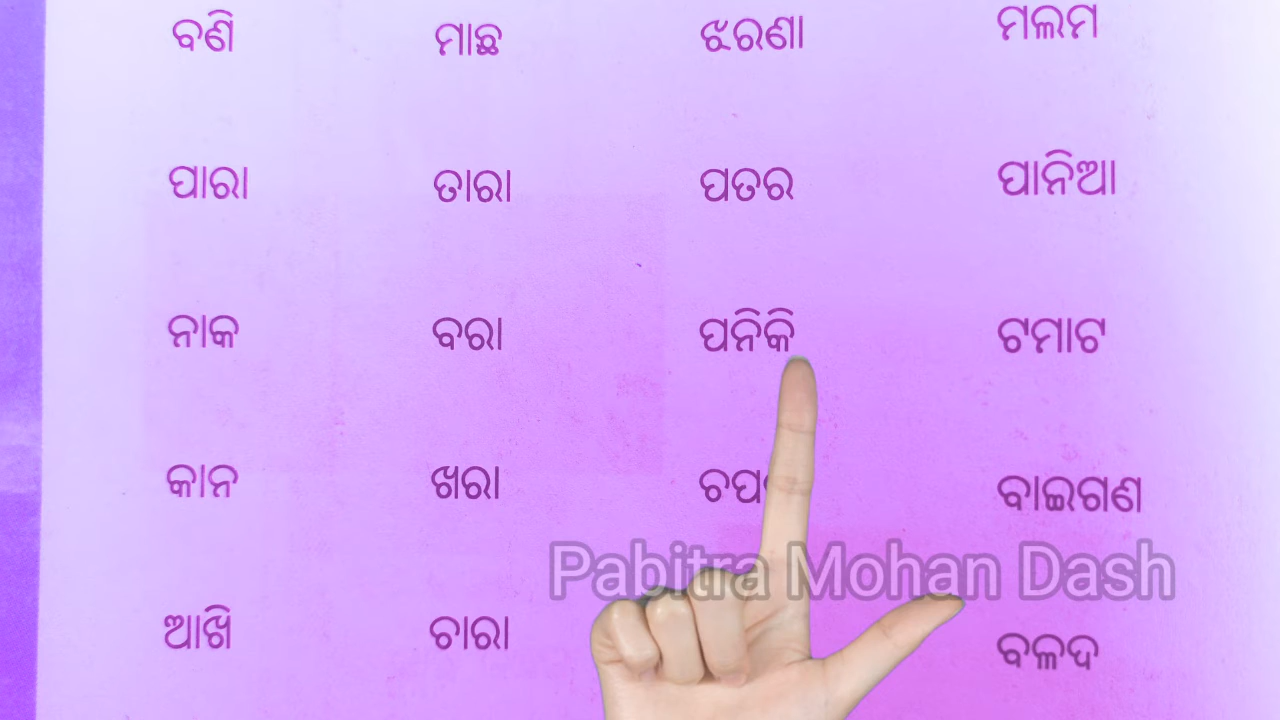 ବଣି ମାଛ ଝରଣା ମଲମ
ପାରା ତାରା ପତର ପାନିଆ
ନାକ ବରା ପନିକି ଟମାଟ
କାନ ଖରା ବାଇଗଣ
Pabitra Mohan Dash
ଆଖି ଚାରା ବଳଦ